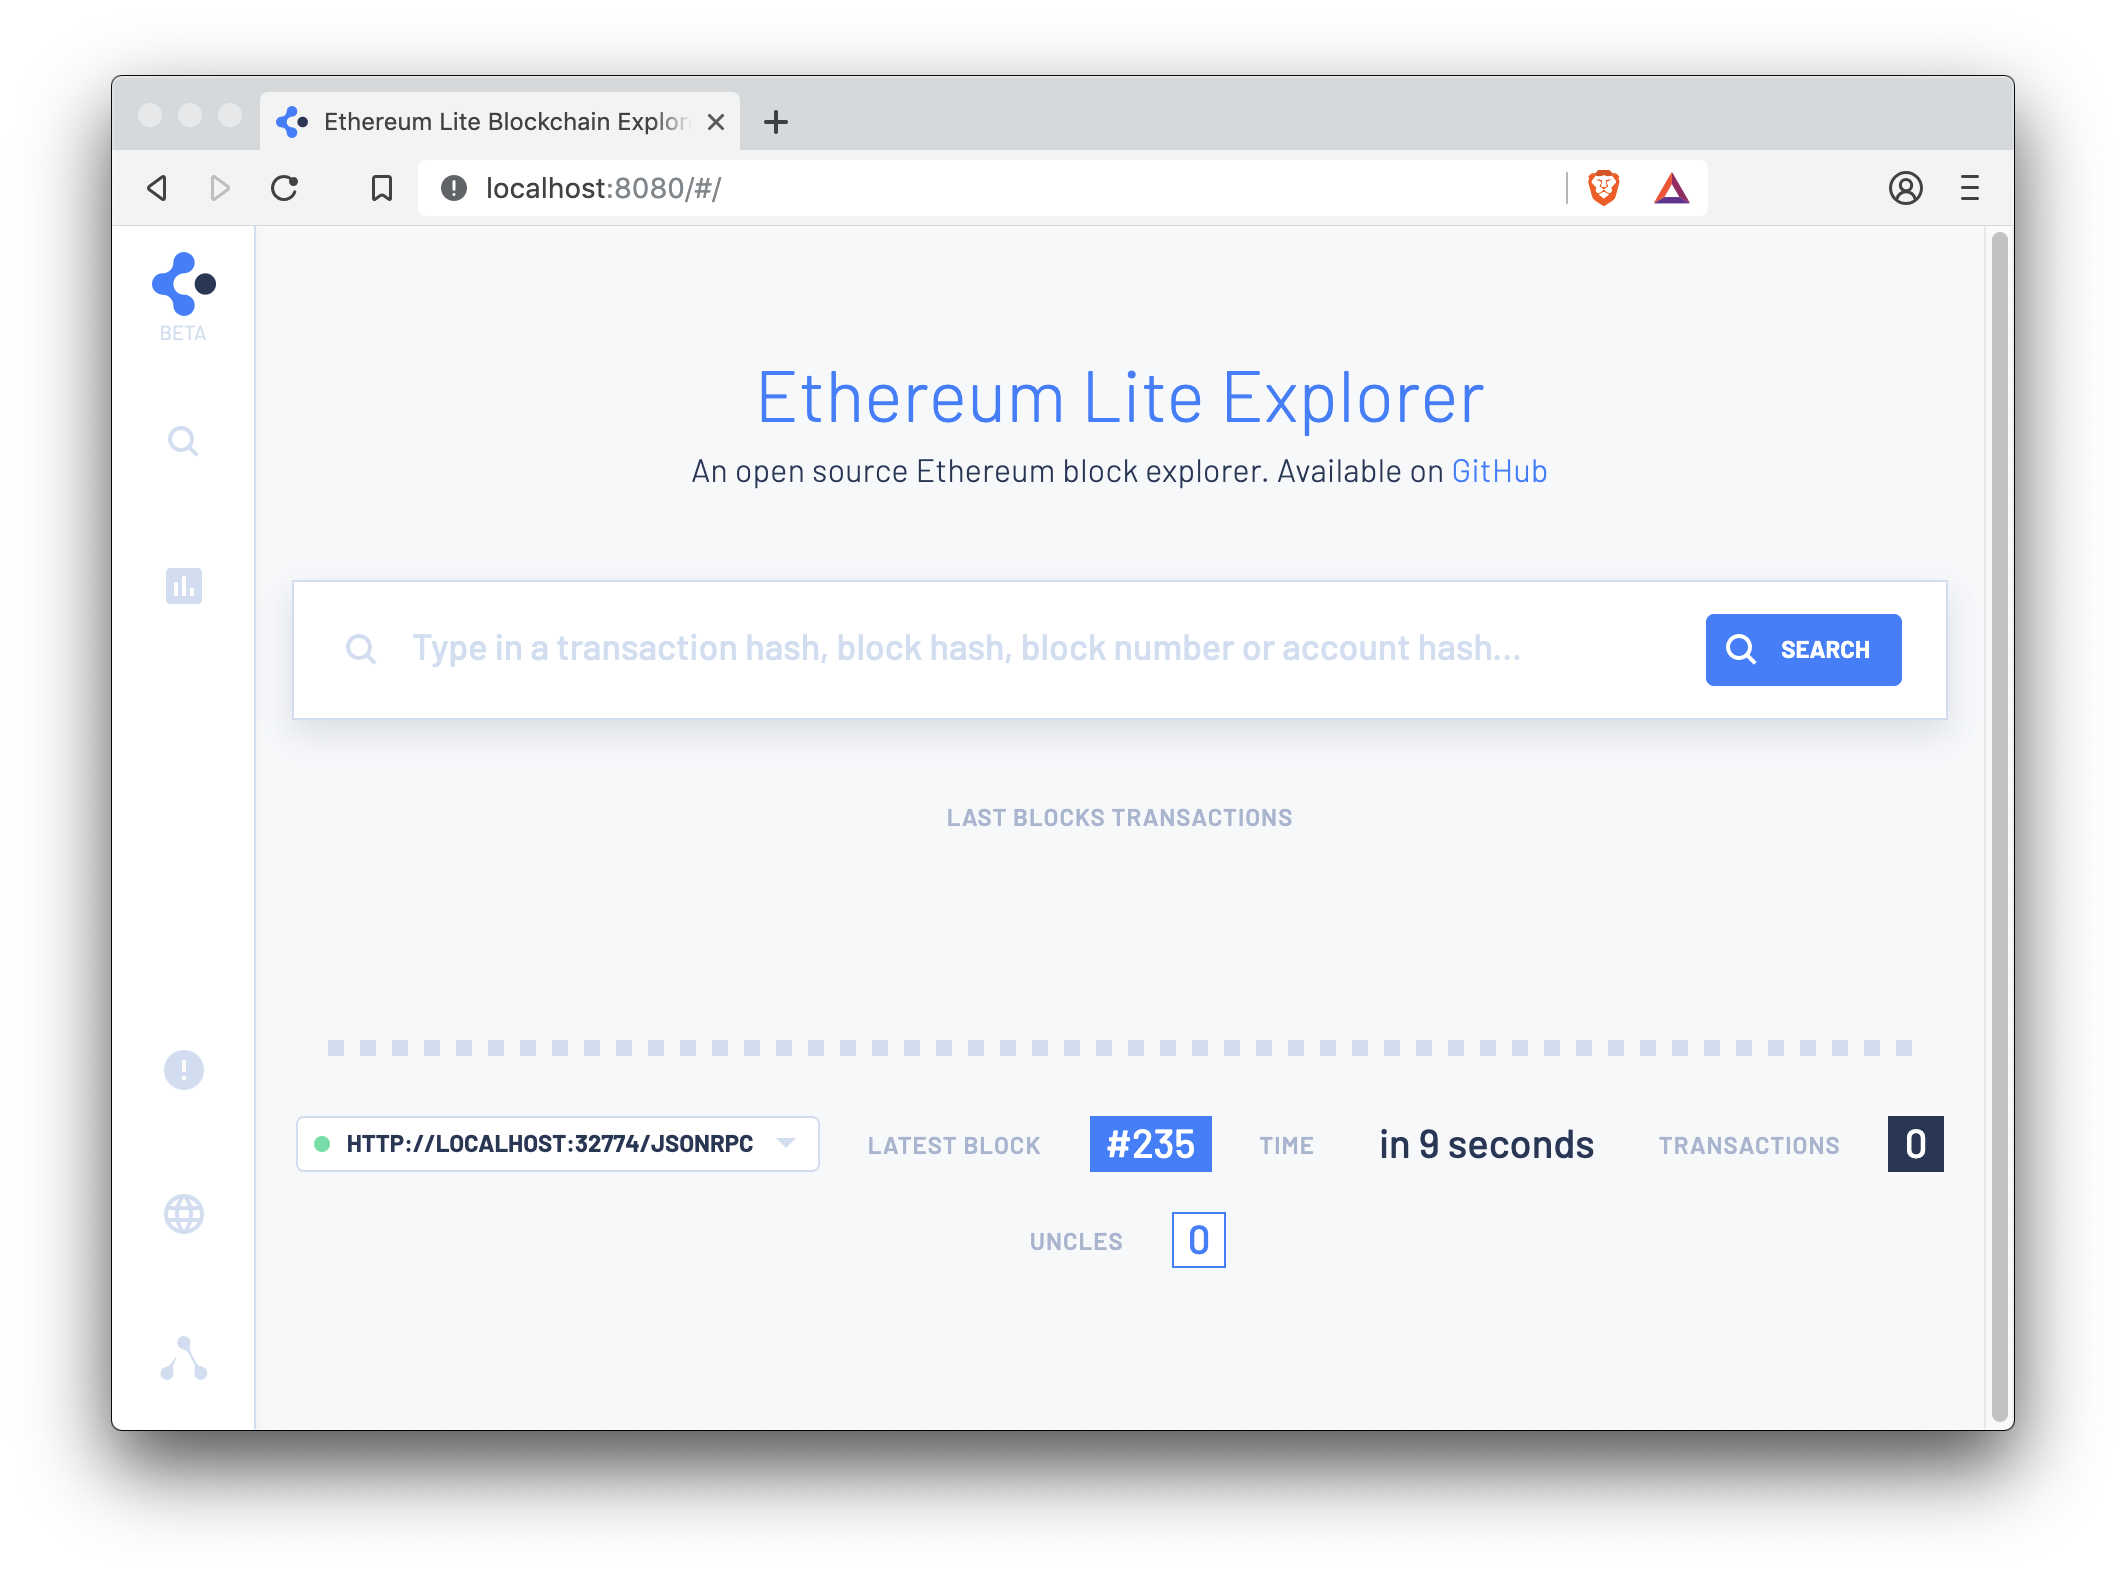 Ethereum Lite Blockchain Explor
localhost:8080/#/
BETA
Ethereum Lite Explorer
An open source Ethereum block explorer. Available on GitHub
Type in a transaction hash, block hash, block number or account hash...
SEARCH
LAST BLOCKS TRANSACTIONS
HTTP://LOCALHOST:32774/JSONRPC LATEST BLOCK #235 TIME in 9 seconds TRANSACTIONS 0
UNCLES 0